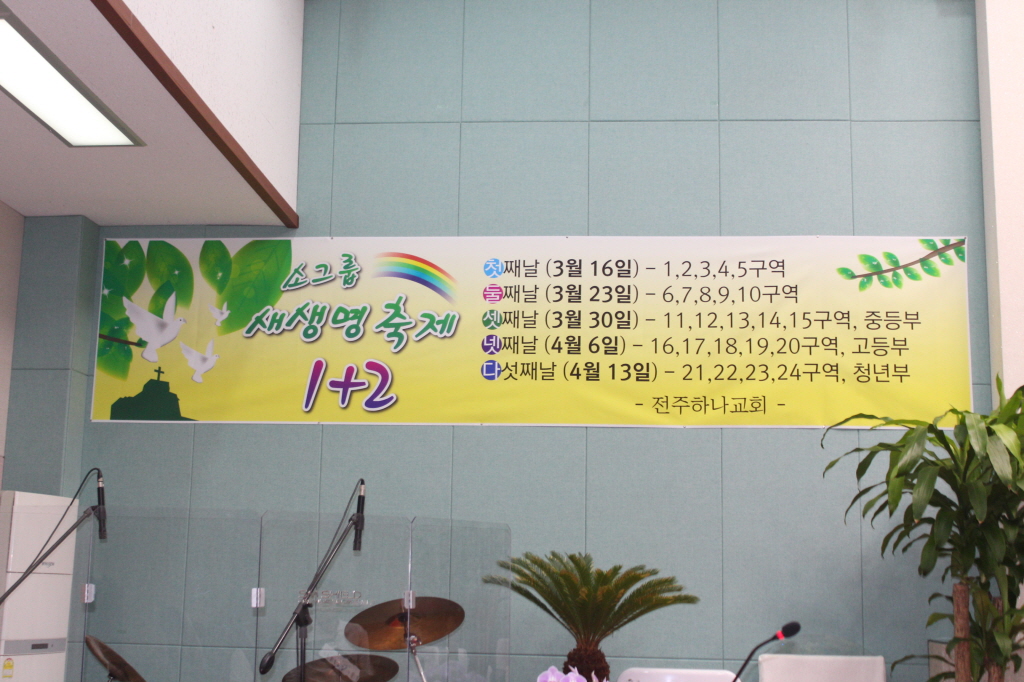 소그룹
새생명 축제
1+2
첫째날 (3월 16일) – 1,2,3,4,5구역
둘째날 (3월 23일) – 6,7,8,9,10구역
셋째날 (3월 30일) – 11,12,13,14,15구역, 중등부
넷째날 (4월 6일) – 16,17,18,19,20구역, 고등부
다섯째날 (4월 13일) – 21,22,23,24구역, 청년부
- 전주하나교회 -